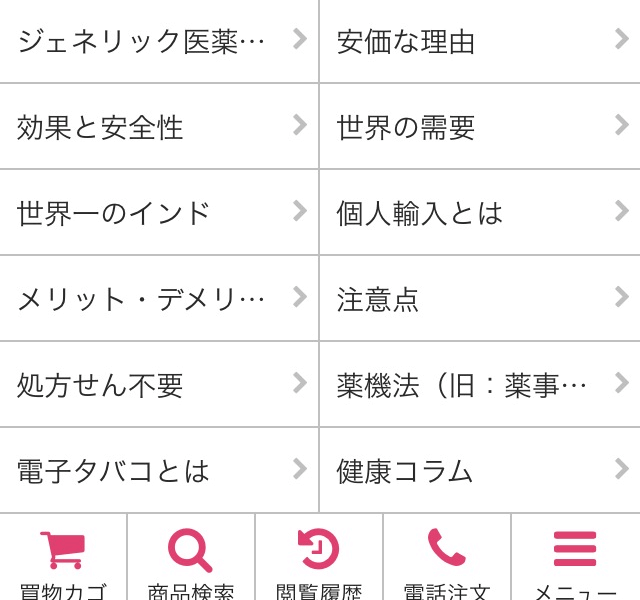 ジェネリック医薬…
安価な理由
効果と安全性
世界の需要
世界一のインド
個人輸入とは
メリット・デメリ…
注意点
処方せん不要
薬機法（旧：薬事…
電子タバコとは
健康コラム
買物カゴ
商品検索
閲覧履歴
電話注文
メニュー